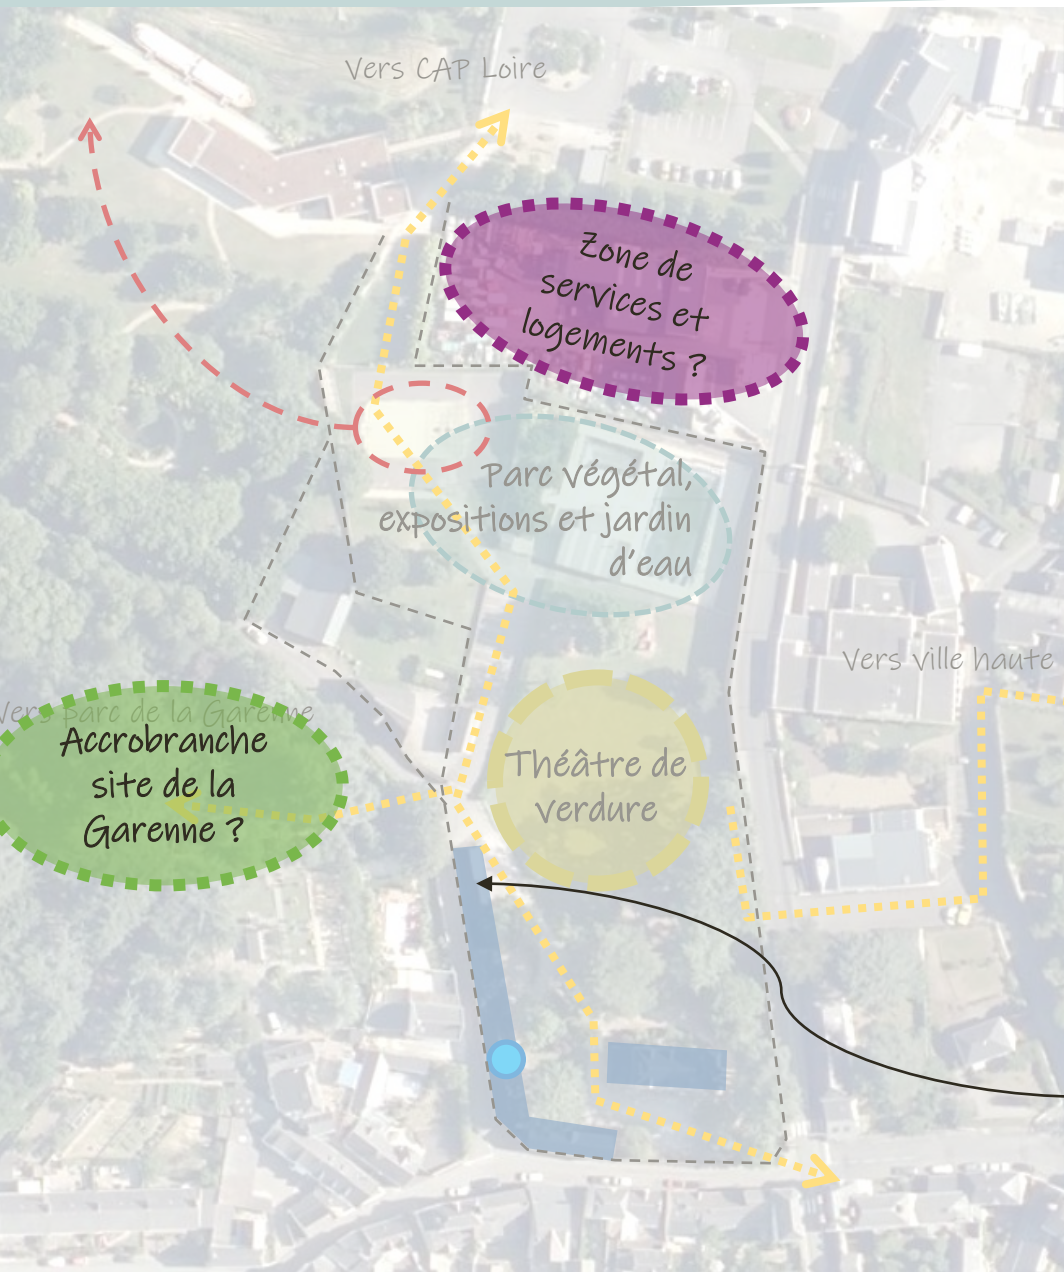 Vers CAP Loire
Zone de
services et
logements ?
Parc végétal,
expositions et jardin
d'eau
Vers ville haute
Vers parc de la Garenne
Accrobranche
site de la
Garenne ?
Théâtre de
verdure